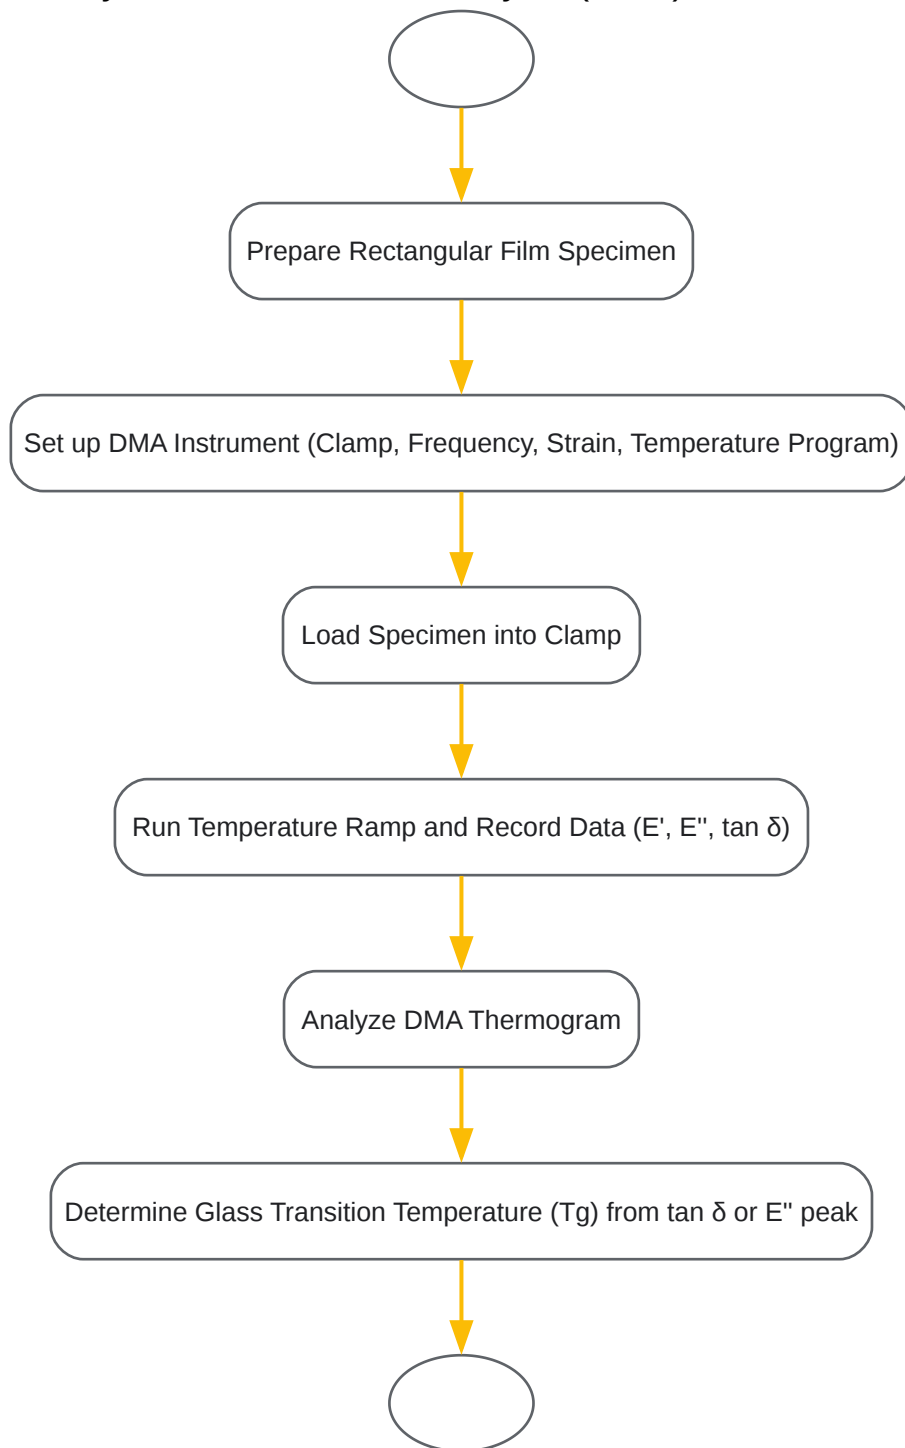 Prepare Rectangular Film Specimen
Set up DMA Instrument (Clamp, Frequency, Strain, Temperature Program)
Load Specimen into Clamp
Run Temperature Ramp and Record Data (E', E'', tan δ)
Analyze DMA Thermogram
Determine Glass Transition Temperature (Tg) from tan δ or E'' peak